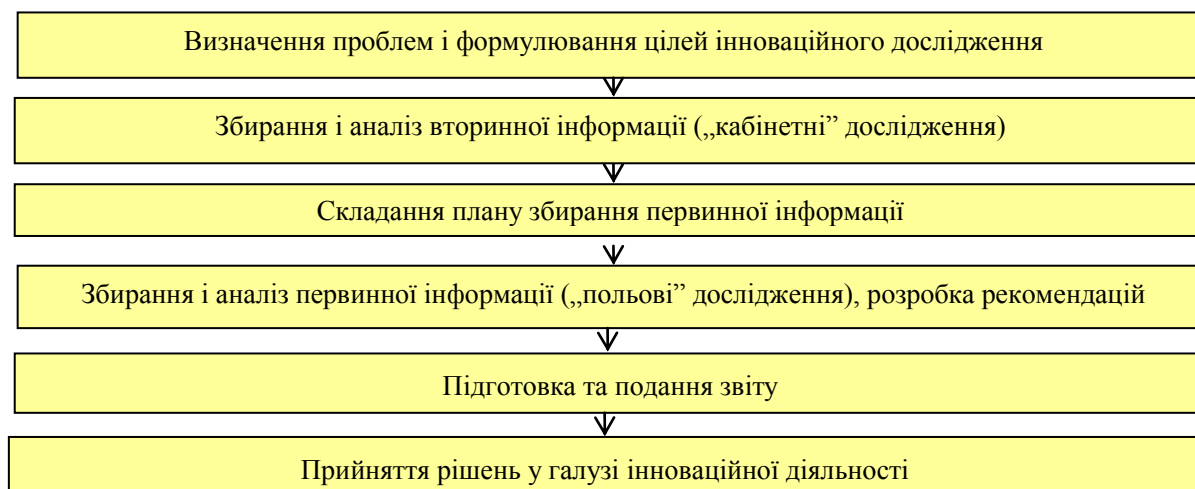 Визначення проблем і формулювання цілей інноваційного дослідження
Збирання і аналіз вторинної інформації („кабінетні” дослідження)
Складання плану збирання первинної інформації
Збирання і аналіз первинної інформації („польові” дослідження), розробка рекомендацій
Підготовка та подання звіту
Прийняття рішень у галузі інноваційної діяльності